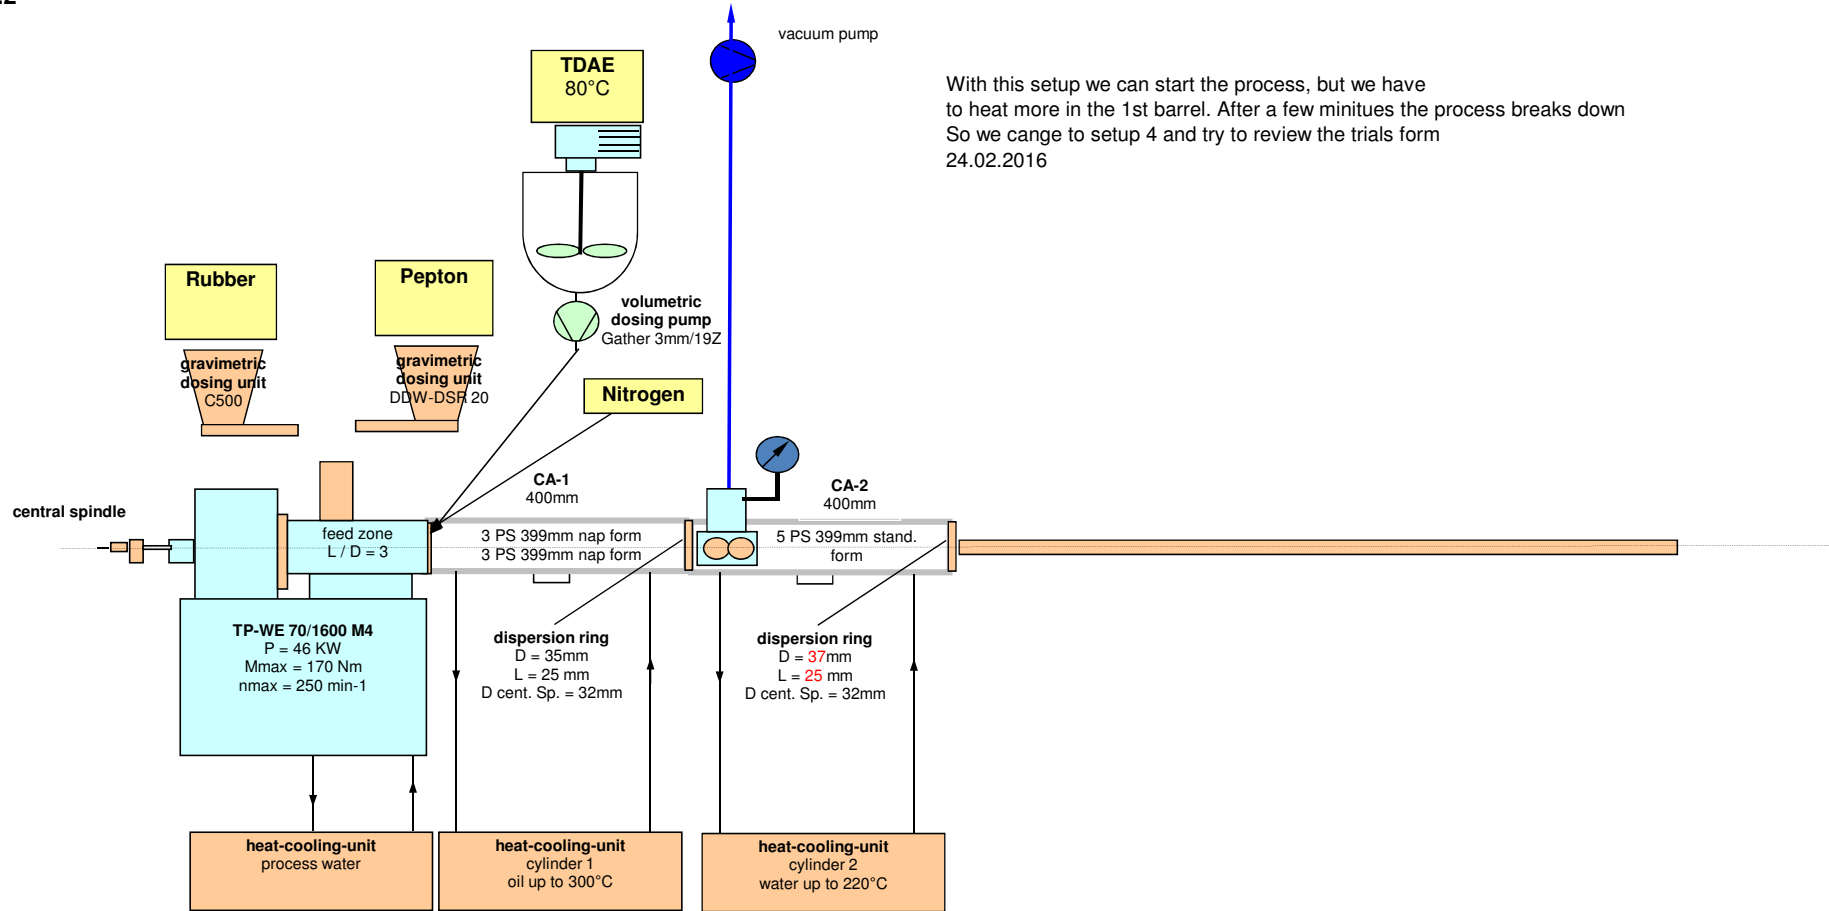 vacuum pump
TDAE
80°C
With this setup we can start the process, but we have
to heat more in the 1st barrel. After a few minitues the process breaks down
So we cange to setup 4 and try to review the trials form
24.02.2016
Rubber
Pepton
volumetric
dosing pump
Gather 3mm/19Z
gravimetric
dosing unit
C500
gravimetric
dosing unit
DDW-DSR 20
Nitrogen
CA-1
400mm
CA-2
400mm
central spindle
feed zone
L / D = 3
3 PS 399mm nap form
3 PS 399mm nap form
5 PS 399mm stand.
form
TP-WE 70/1600 M4
P = 46 KW
Mmax = 170 Nm
nmax = 250 min-1
dispersion ring
D = 35mm
L = 25 mm
D cent. Sp. = 32mm
dispersion ring
D = 37mm
L = 25 mm
D cent. Sp. = 32mm
heat-cooling-unit
process water
heat-cooling-unit
cylinder 1
oil up to 300°C
heat-cooling-unit
cylinder 2
water up to 220°C